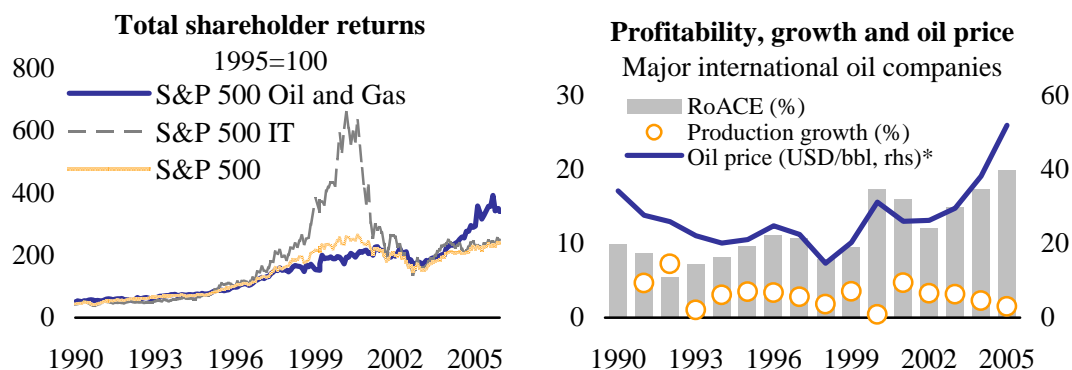 Total shareholder returns
1995=100
800
600
400
200
0
S&P 500 Oil and Gas
S&P 500 IT
S&P 500
1990 1993 1996 1999 2002 2005
Profitability, growth and oil price
Major international oil companies
30
20
10
0
RoACE (%)
Production growth (%)
Oil price (USD/bbl, rhs)*
60
40
20
0
1990 1993 1996 1999 2002 2005